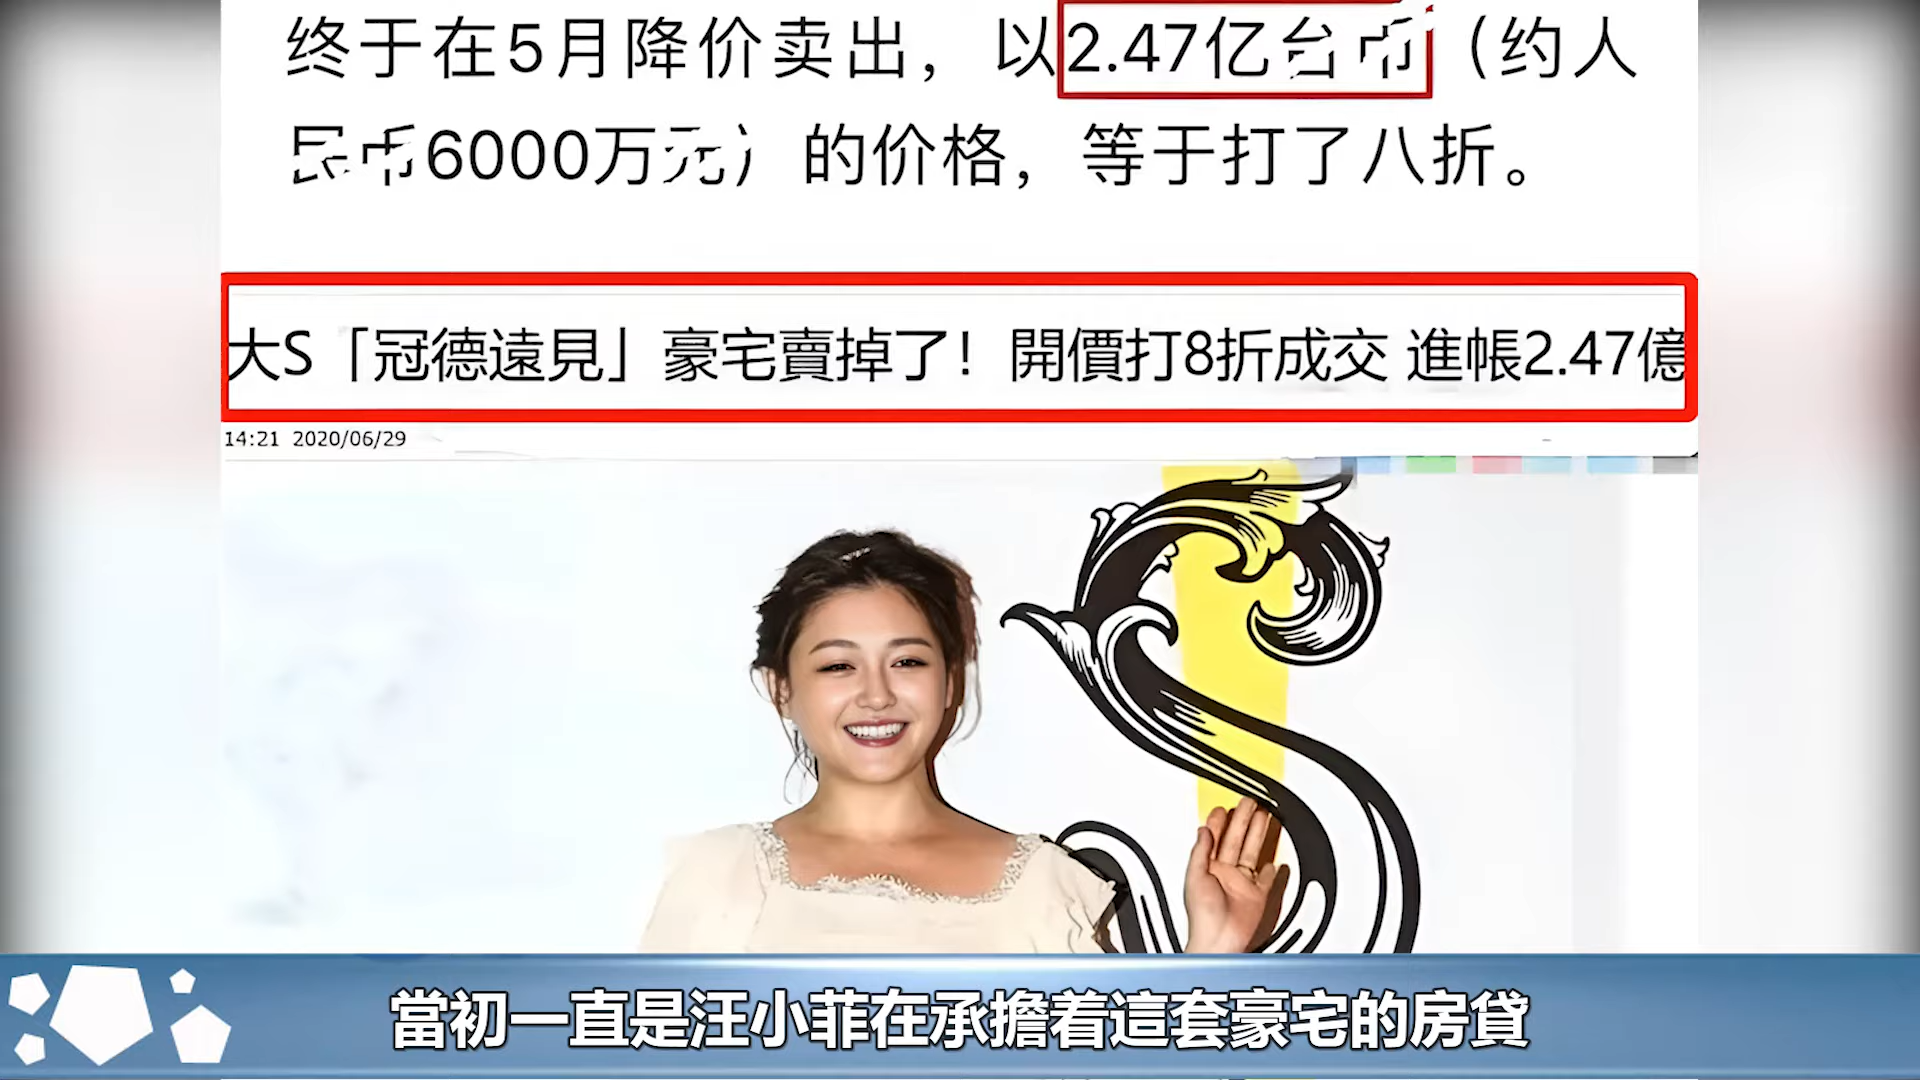 终于在5月降价卖出，以2.47亿台币（约人
民币6000万元）的价格，等于打了八折。
大S「冠德遠見」豪宅賣掉了！開價打8折成交 進帳2.47億
14:21 2020/06/29
S
當初一直是汪小菲在承擔着這套豪宅的房貸